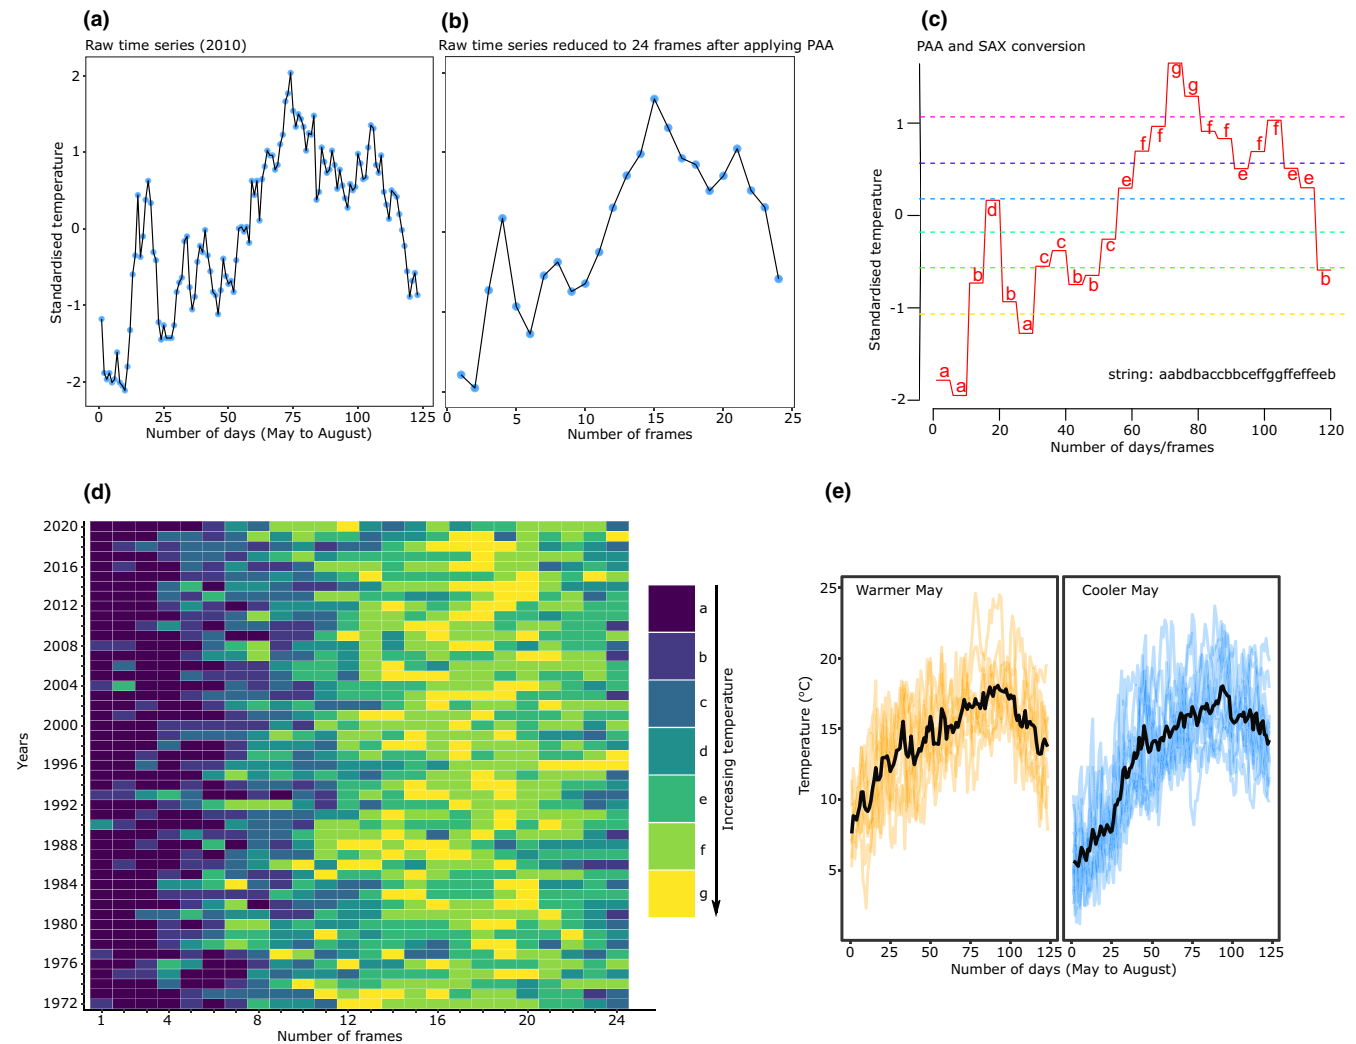 (a)
Raw time series (2010)
2
1
0
-1
-2
Standardised temperature
0 25 50 75 100 125
Number of days (May to August)
(b)
Raw time series reduced to 24 frames after applying PAA
0 5 10 15 20 25
Number of frames
(c)
PAA and SAX conversion
1
0
-1
-2
Standardised temperature
a a b d b a c c b b c e f f g g f f e f f e e b
string: aabdbaccbbceffggffeffeeb
0 20 40 60 80 100 120
Number of days/frames
(d)
2020
2016
2012
2008
2004
2000
1996
1992
1988
1984
1980
1976
1972
Years
1 4 8 12 16 20 24
Number of frames
a
b
c
d
e
f
g
Increasing temperature
(e)
Warmer May
Cooler May
25
20
15
10
5
Temperature (°C)
0 25 50 75 100 125
0 25 50 75 100 125
Number of days (May to August)